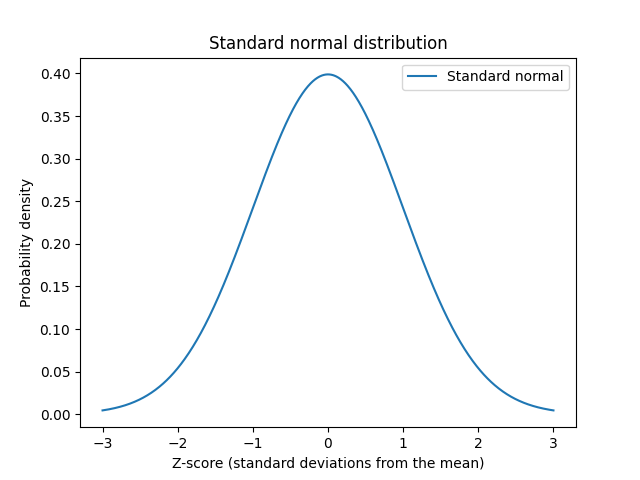 Standard normal distribution
Standard normal
Probability density
0.40
0.35
0.30
0.25
0.20
0.15
0.10
0.05
0.00
−3 −2 −1 0 1 2 3
Z-score (standard deviations from the mean)